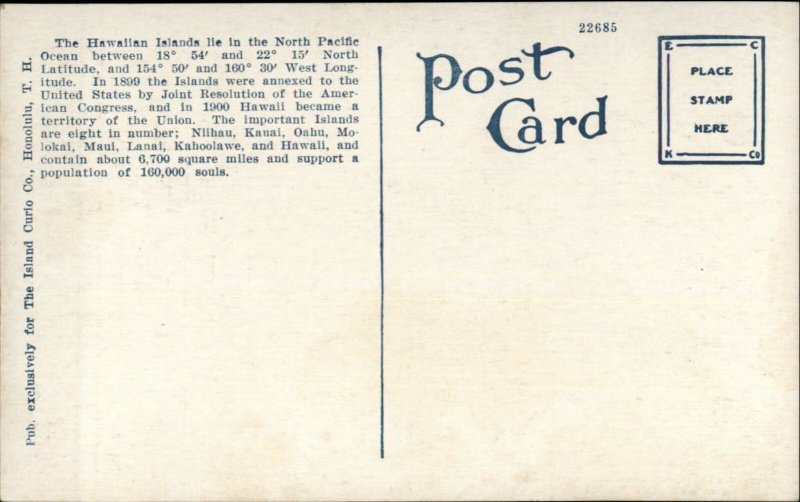 22685
The Hawaiian Islands lie in the North Pacific
Ocean between 18° 54' and 22° 15' North
Latitude, and 154° 50' and 160° 30' West Long-
itude. In 1899 the Islands were annexed to the
United States by Joint Resolution of the Amer-
ican Congress, and in 1900 Hawaii became a
territory of the Union. The important Islands
are eight in number; Niihau, Kauai, Oahu, Mo-
lokai, Maui, Lanai, Kahoolawe, and Hawaii, and
contain about 6,700 square miles and support a
population of 160,000 souls.
Pub. exclusively for The Island Curio Co., Honolulu, T. H.
Post
Card
E C
PLACE
STAMP
HERE
K Co